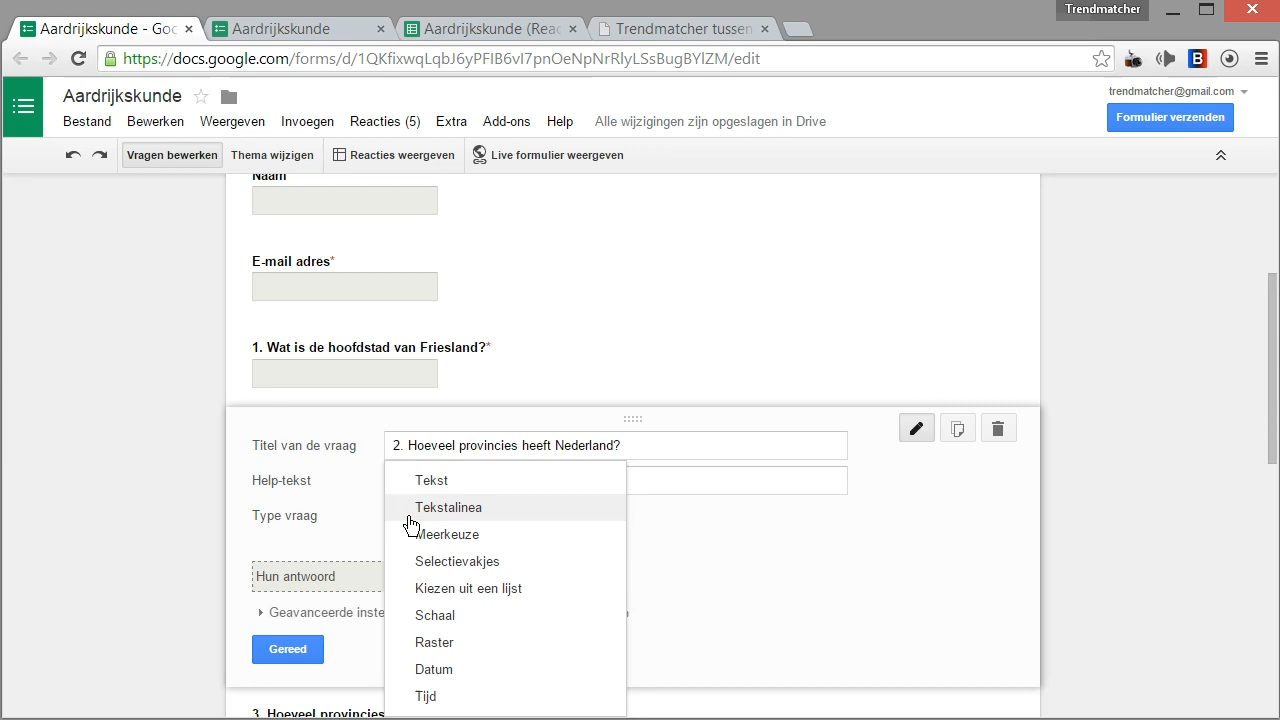 Trendmatcher
Aardrijkskunde - Goo
Aardrijkskunde
Aardrijkskunde (Reac
Trendmatcher tussen
https://docs.google.com/forms/d/1QKfixwqLqbJ6yPFIB6vI7pnOeNpNrRlyLSsBugBYlZM/edit
Aardrijkskunde
trendmatcher@gmail.com
Bestand Bewerken Weergeven Invoegen Reacties (5) Extra Add-ons Help Alle wijzigingen zijn opgeslagen in Drive
Formulier verzenden
Vragen bewerken Thema wijzigen Reacties weergeven Live formulier weergeven
Naam
E-mail adres*
1. Wat is de hoofdstad van Friesland?*
Titel van de vraag 2. Hoeveel provincies heeft Nederland?
Help-tekst
Type vraag
Tekst
Tekstalinea
Meerkeuze
Selectievakjes
Kiezen uit een lijst
Schaal
Raster
Datum
Tijd
Hun antwoord
Geavanceerde inste
Gereed
3. Hoeveel provincies